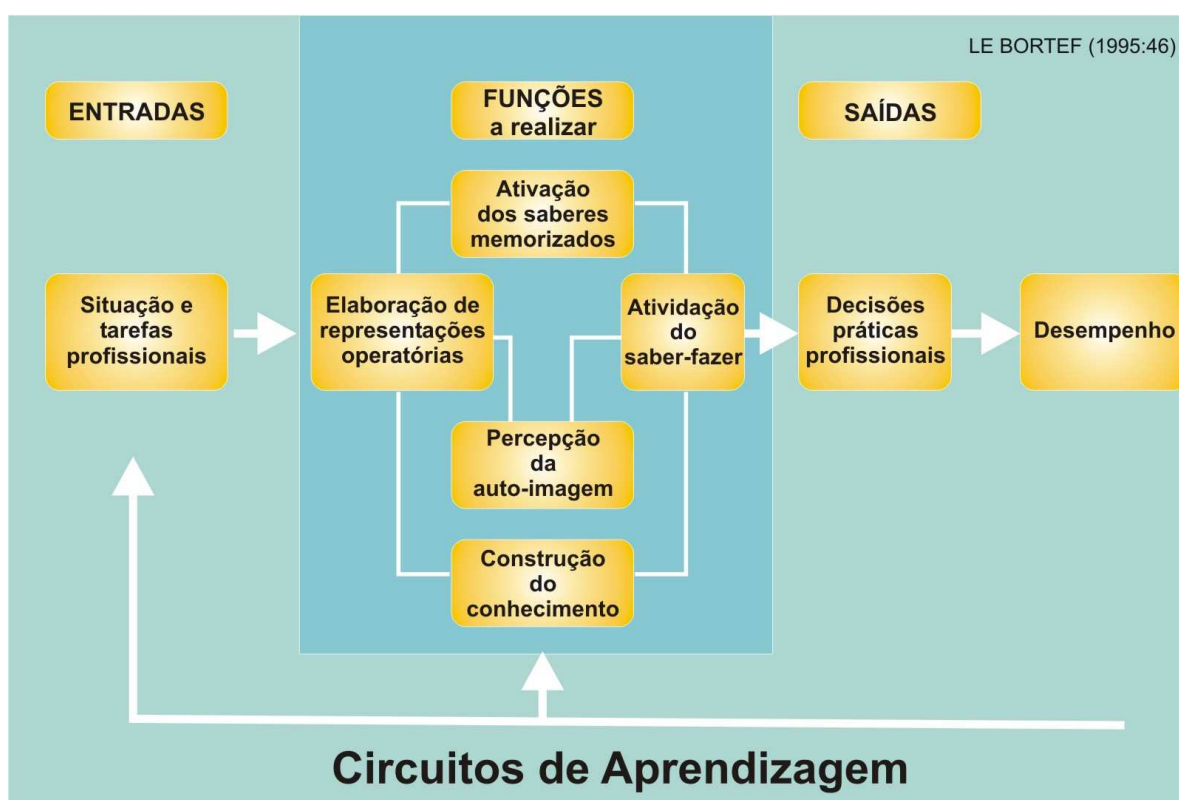 LE BORTEF (1995:46)
ENTRADAS
FUNÇÕES
a realizar
SAÍDAS
Ativação
dos saberes
memorizados
Situação e
tarefas
profissionais
Elaboração de
representações
operatórias
Atividação
do
saber-fazer
Decisões
práticas
profissionais
Desempenho
Percepção
da
auto-imagem
Construção
do
conhecimento
Circuitos de Aprendizagem